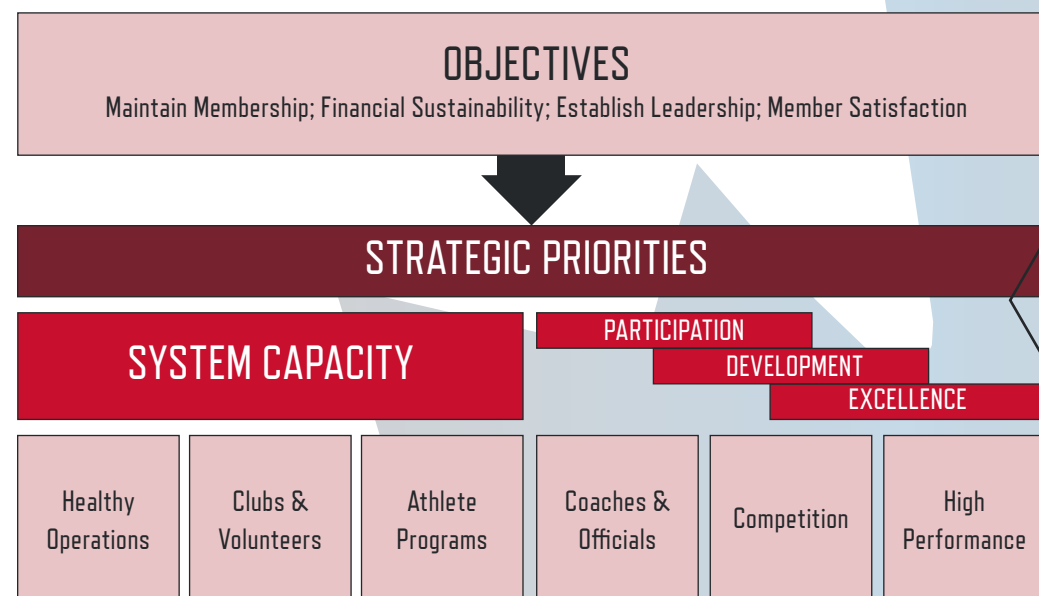 OBJECTIVES
Maintain Membership; Financial Sustainability; Establish Leadership; Member Satisfaction
STRATEGIC PRIORITIES
SYSTEM CAPACITY
PARTICIPATION
DEVELOPMENT
EXCELLENCE
Healthy
Operations
Clubs &
Volunteers
Athlete
Programs
Coaches &
Officials
Competition
High
Performance